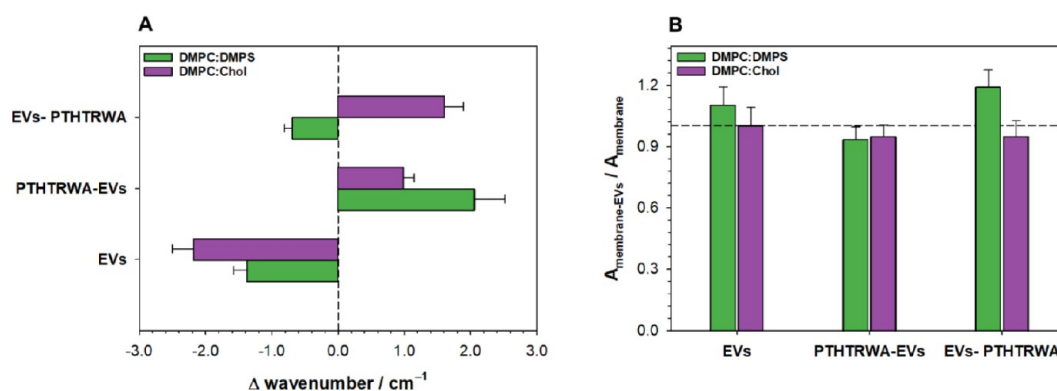 A
DMPC:DMPS
DMPC:Chol
EVs- PTHTRWA
PTHTRWA-EVs
EVs
-3.0 -2.0 -1.0 0.0 1.0 2.0 3.0
Δ wavenumber / cm⁻¹
B
DMPC:DMPS
DMPC:Chol
1.2
0.9
0.6
0.3
0.0
A membrane-EVs / A membrane
EVs PTHTRWA-EVs EVs- PTHTRWA